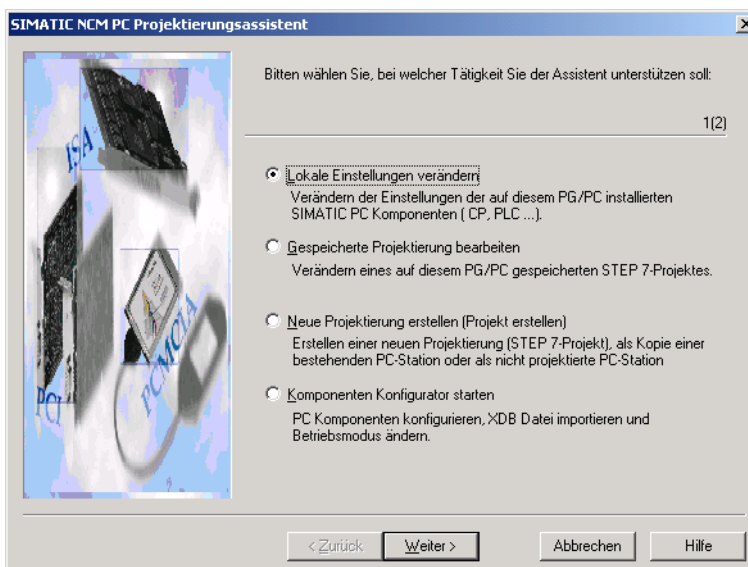 SIMATIC NCM PC Projektierungsassistent
Bitten wählen Sie, bei welcher Tätigkeit Sie der Assistent unterstützen soll:
1(2)
ISA
PCI
PCMCIA
Lokale Einstellungen verändern
Verändern der Einstellungen der auf diesem PG/PC installierten
SIMATIC PC Komponenten ( CP, PLC ...).
Gespeicherte Projektierung bearbeiten
Verändern eines auf diesem PG/PC gespeicherten STEP 7-Projektes.
Neue Projektierung erstellen (Projekt erstellen)
Erstellen einer neuen Projektierung (STEP 7-Projekt), als Kopie einer
bestehenden PC-Station oder als nicht projektierte PC-Station
Komponenten Konfigurator starten
PC Komponenten konfigurieren, XDB Datei importieren und
Betriebsmodus ändern.
< Zurück Weiter > Abbrechen Hilfe